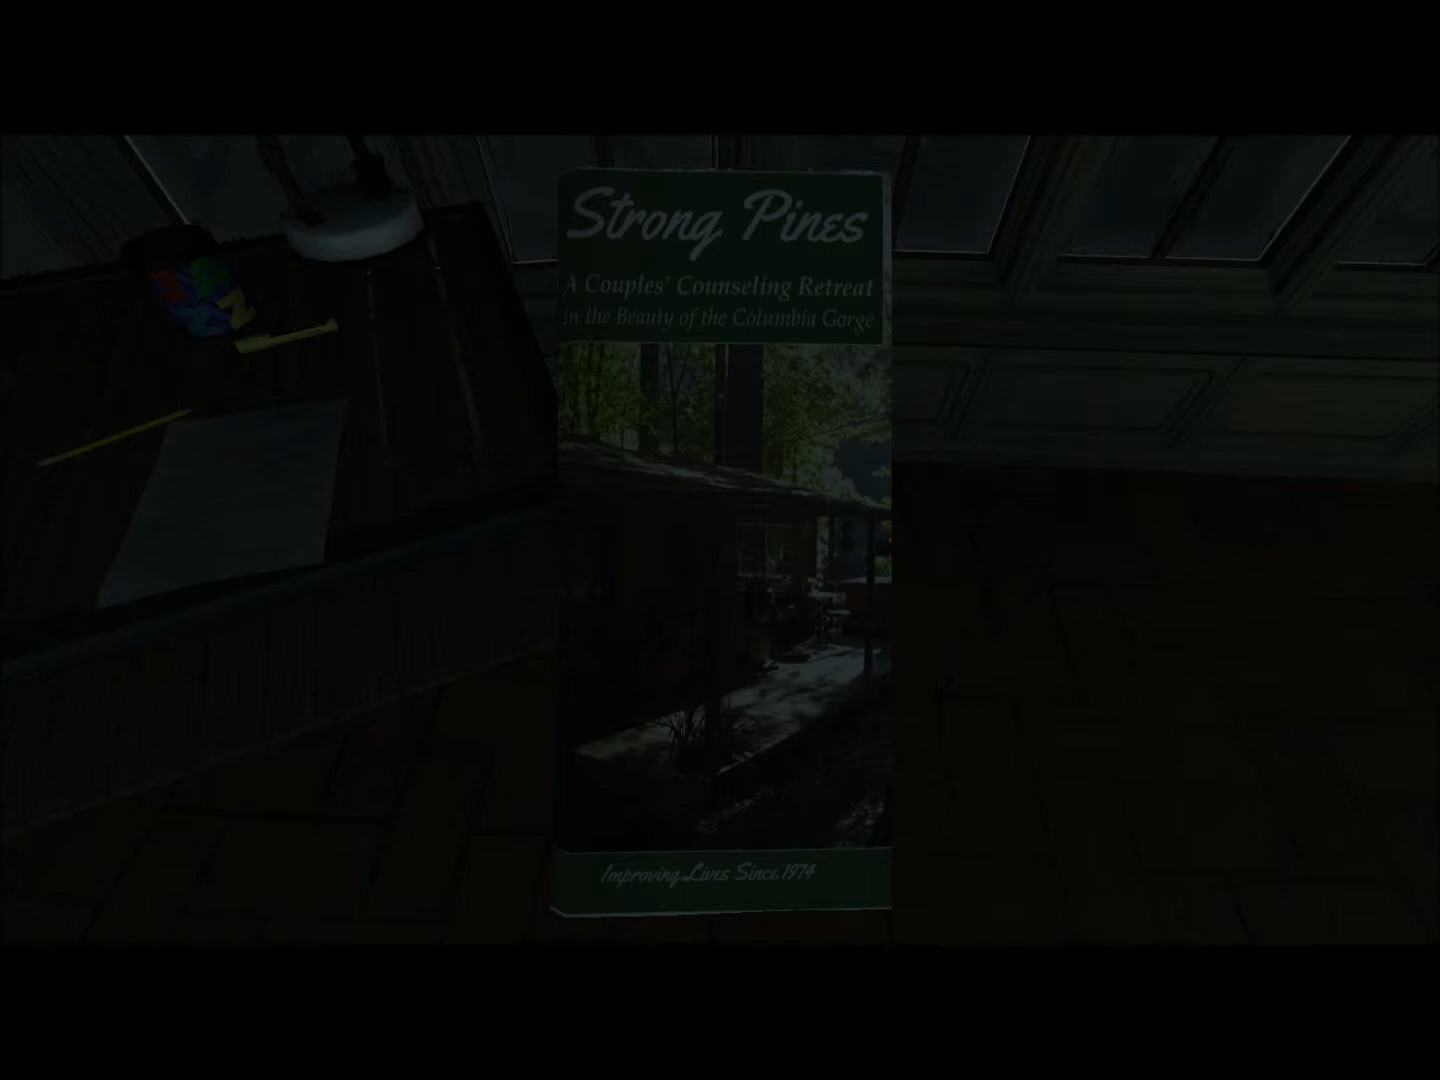 Strong Pines
A Couples' Counseling Retreat
in the Beauty of the Columbia Gorge
Improving Lives Since 1974